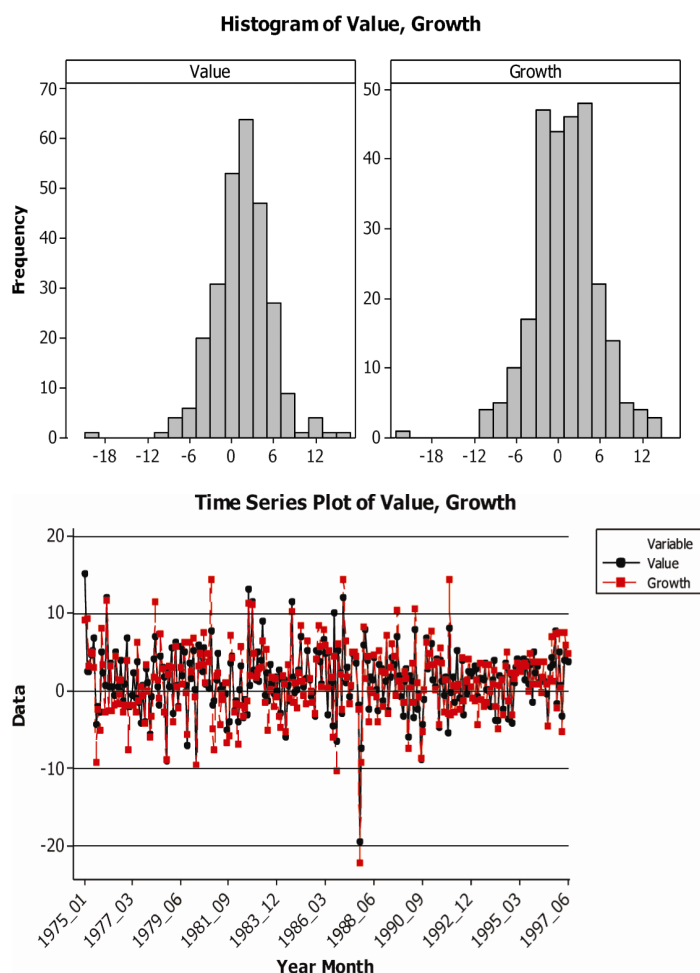 Histogram of Value, Growth
Value
Growth
Frequency
70
60
50
40
30
20
10
0
-18 -12 -6 0 6 12
50
40
30
20
10
0
-18 -12 -6 0 6 12
Time Series Plot of Value, Growth
Data
20
10
0
-10
-20
Variable
Value
Growth
1975_01
1977_03
1979_06
1981_09
1983_12
1986_03
1988_06
1990_09
1992_12
1995_03
1997_06
Year Month